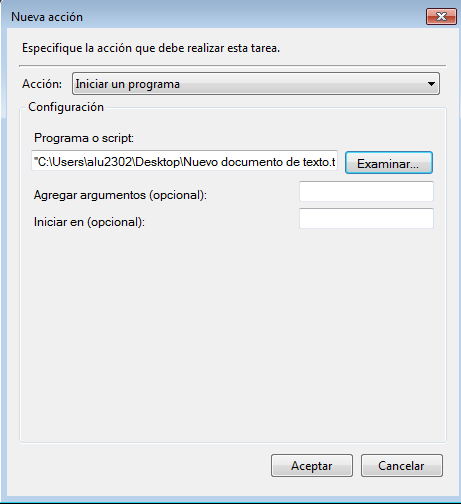 Nueva acción
Especifique la acción que debe realizar esta tarea.
Acción: Iniciar un programa
Configuración
Programa o script:
"C:\Users\alu2302\Desktop\Nuevo documento de texto.t Examinar...
Agregar argumentos (opcional):
Iniciar en (opcional):
Aceptar Cancelar